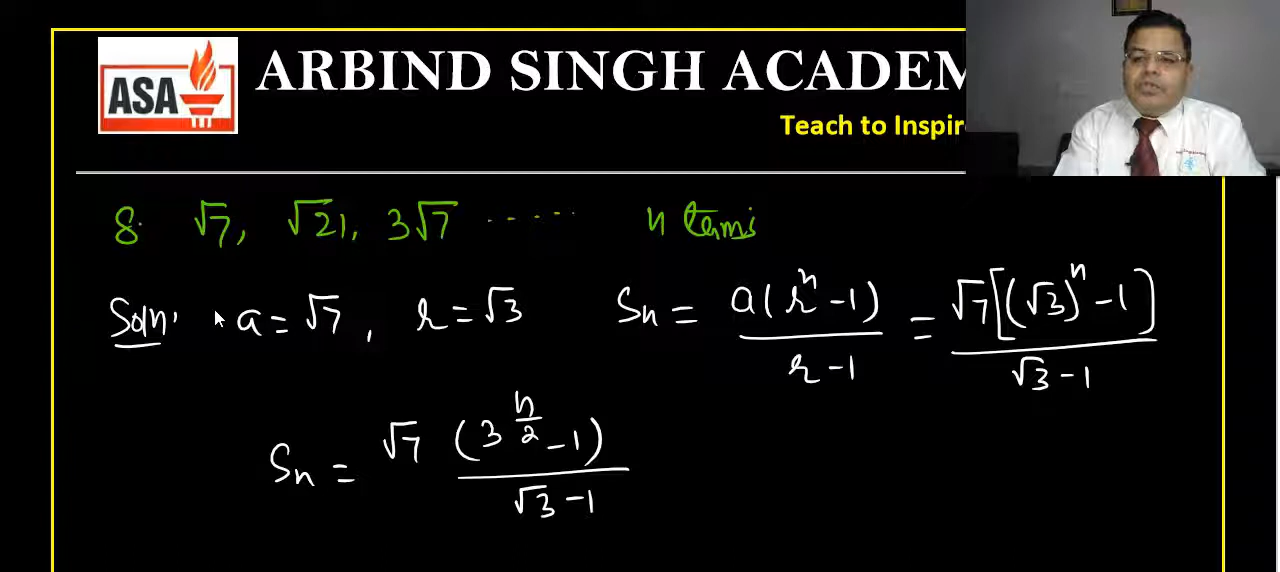 ASA ARBIND SINGH ACADEM
Teach to Inspire
8. √7, √21, 3√7 ...... n terms
Soln. a = √7, r = √3 Sn = a(r^n - 1)/(r - 1) = √7[(√3)^n - 1]/(√3 - 1)
Sn = √7 (3^(n/2) - 1)/(√3 - 1)